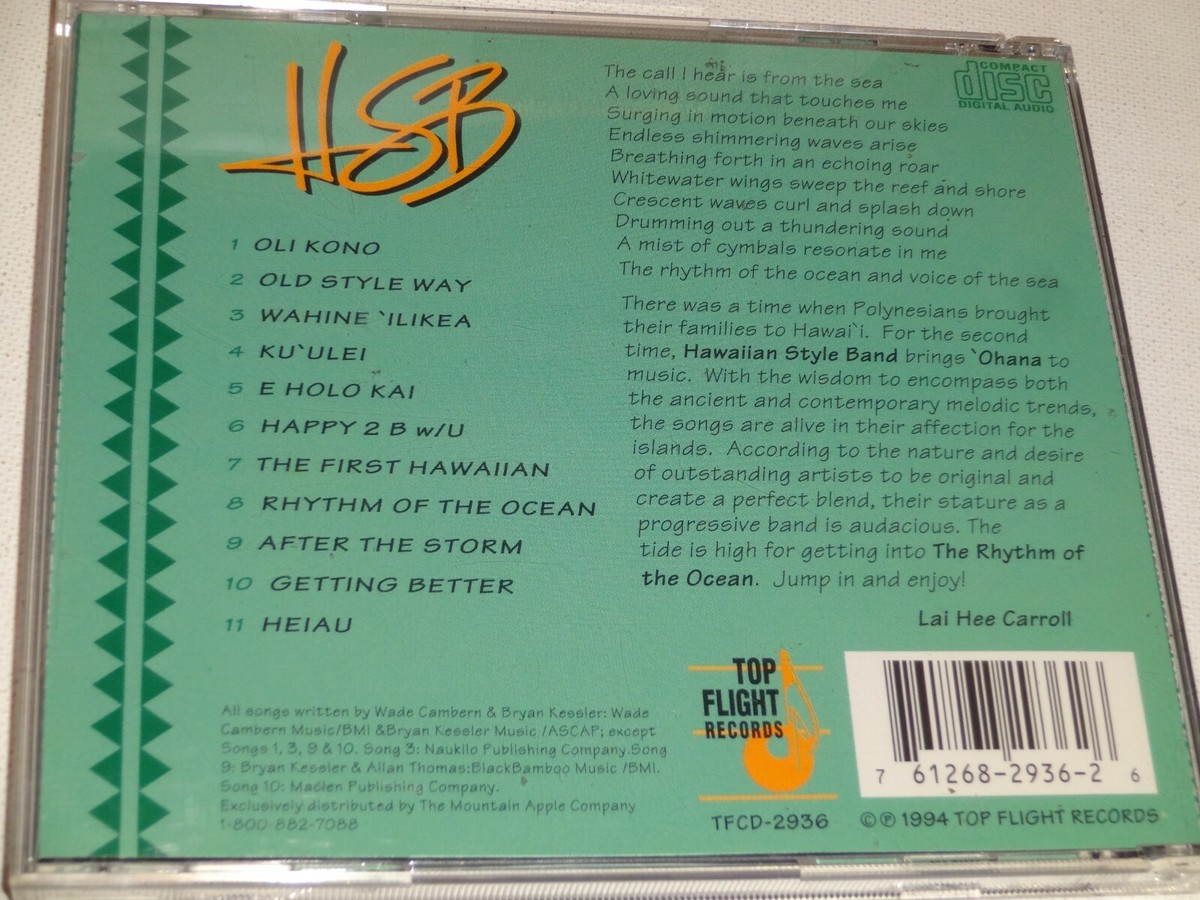 HSB
1 OLI KONO
2 OLD STYLE WAY
3 WAHINE `ILIKEA
4 KU`ULEI
5 E HOLO KAI
6 HAPPY 2 B w/U
7 THE FIRST HAWAIIAN
8 RHYTHM OF THE OCEAN
9 AFTER THE STORM
10 GETTING BETTER
11 HEIAU
All songs written by Wade Cambern & Bryan Kessler: Wade
Cambern Music/BMI &Bryan Kessler Music /ASCAP; except
Songs 1, 3, 9 & 10. Song 3: Naukilo Publishing Company.Song
9: Bryan Kessler & Allan Thomas:BlackBamboo Music /BMI.
Song 10: Maclen Publishing Company.
Exclusively distributed by The Mountain Apple Company
1-800-882-7088
The call I hear is from the sea
A loving sound that touches me
Surging in motion beneath our skies
Endless shimmering waves arise
Breathing forth in an echoing roar
Whitewater wings sweep the reef and shore
Crescent waves curl and splash down
Drumming out a thundering sound
A mist of cymbals resonate in me
The rhythm of the ocean and voice of the sea
There was a time when Polynesians brought
their families to Hawai`i. For the second
time, Hawaiian Style Band brings `Ohana to
music. With the wisdom to encompass both
the ancient and contemporary melodic trends,
the songs are alive in their affection for the
islands. According to the nature and desire
of outstanding artists to be original and
create a perfect blend, their stature as a
progressive band is audacious. The
tide is high for getting into The Rhythm of
the Ocean. Jump in and enjoy!
Lai Hee Carroll
COMPACT
disc
DIGITAL AUDIO
TOP
FLIGHT
RECORDS
TFCD-2936
7 61268-2936-2 6
©℗ 1994 TOP FLIGHT RECORDS